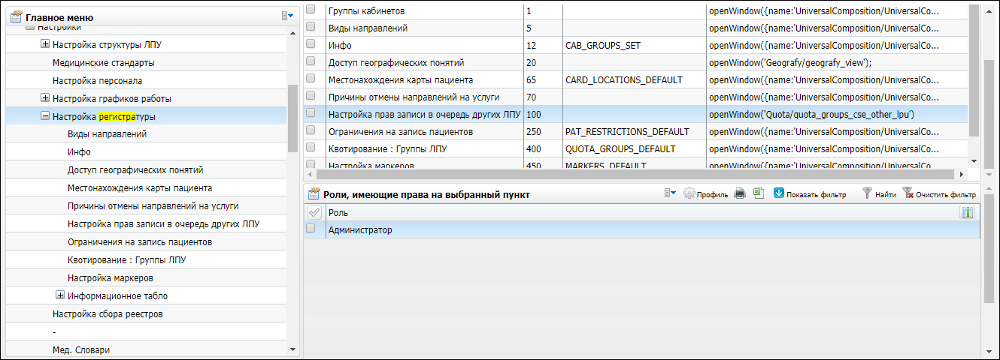 Главное меню
Настройки
Настройка структуры ЛПУ
Медицинские стандарты
Настройка персонала
Настройка графиков работы
Настройка регистратуры
Виды направлений
Инфо
Доступ географических понятий
Местонахождения карты пациента
Причины отмены направлений на услуги
Настройка прав записи в очередь других ЛПУ
Ограничения на запись пациентов
Квотирование : Группы ЛПУ
Настройка маркеров
Информационное табло
Настройка сбора реестров
-
Мед. Словари
Группы кабинетов 1 openWindow({name:'UniversalComposition/UniversalCo...
Виды направлений 5 openWindow({name:'UniversalComposition/UniversalCo...
Инфо 12 CAB_GROUPS_SET openWindow({name:'UniversalComposition/UniversalCo...
Доступ географических понятий 20 openWindow('Geografy/geografy_view');
Местонахождения карты пациента 65 CARD_LOCATIONS_DEFAULT openWindow({name:'UniversalComposition/UniversalCo...
Причины отмены направлений на услуги 70 openWindow({name:'UniversalComposition/UniversalCo...
Настройка прав записи в очередь других ЛПУ 100 openWindow('Quota/quota_groups_cse_other_lpu')
Ограничения на запись пациентов 250 PAT_RESTRICTIONS_DEFAULT openWindow({name:'UniversalComposition/UniversalCo...
Квотирование : Группы ЛПУ 400 QUOTA_GROUPS_DEFAULT openWindow({name:'UniversalComposition/UniversalCo...
Настройка маркеров 450 MARKERS_DEFAULT openWindow({name:'UniversalComposition/UniversalCo...
Роли, имеющие права на выбранный пункт Профиль Показать фильтр Найти Очистить фильтр
Роль
Администратор